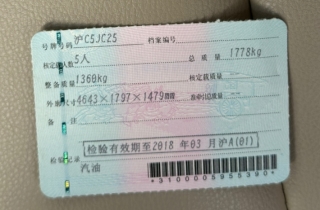 号牌号码 沪C5JC25 档案编号
核定载人数 5人 总质量 1778kg
整备质量 1360kg 核定载质量 --
外廓尺寸 4643×1797×1479mm 准牵引总质量 --
备注
检验有效期至2018年03月沪A(01)
检验记录
汽油
*3100005955390*